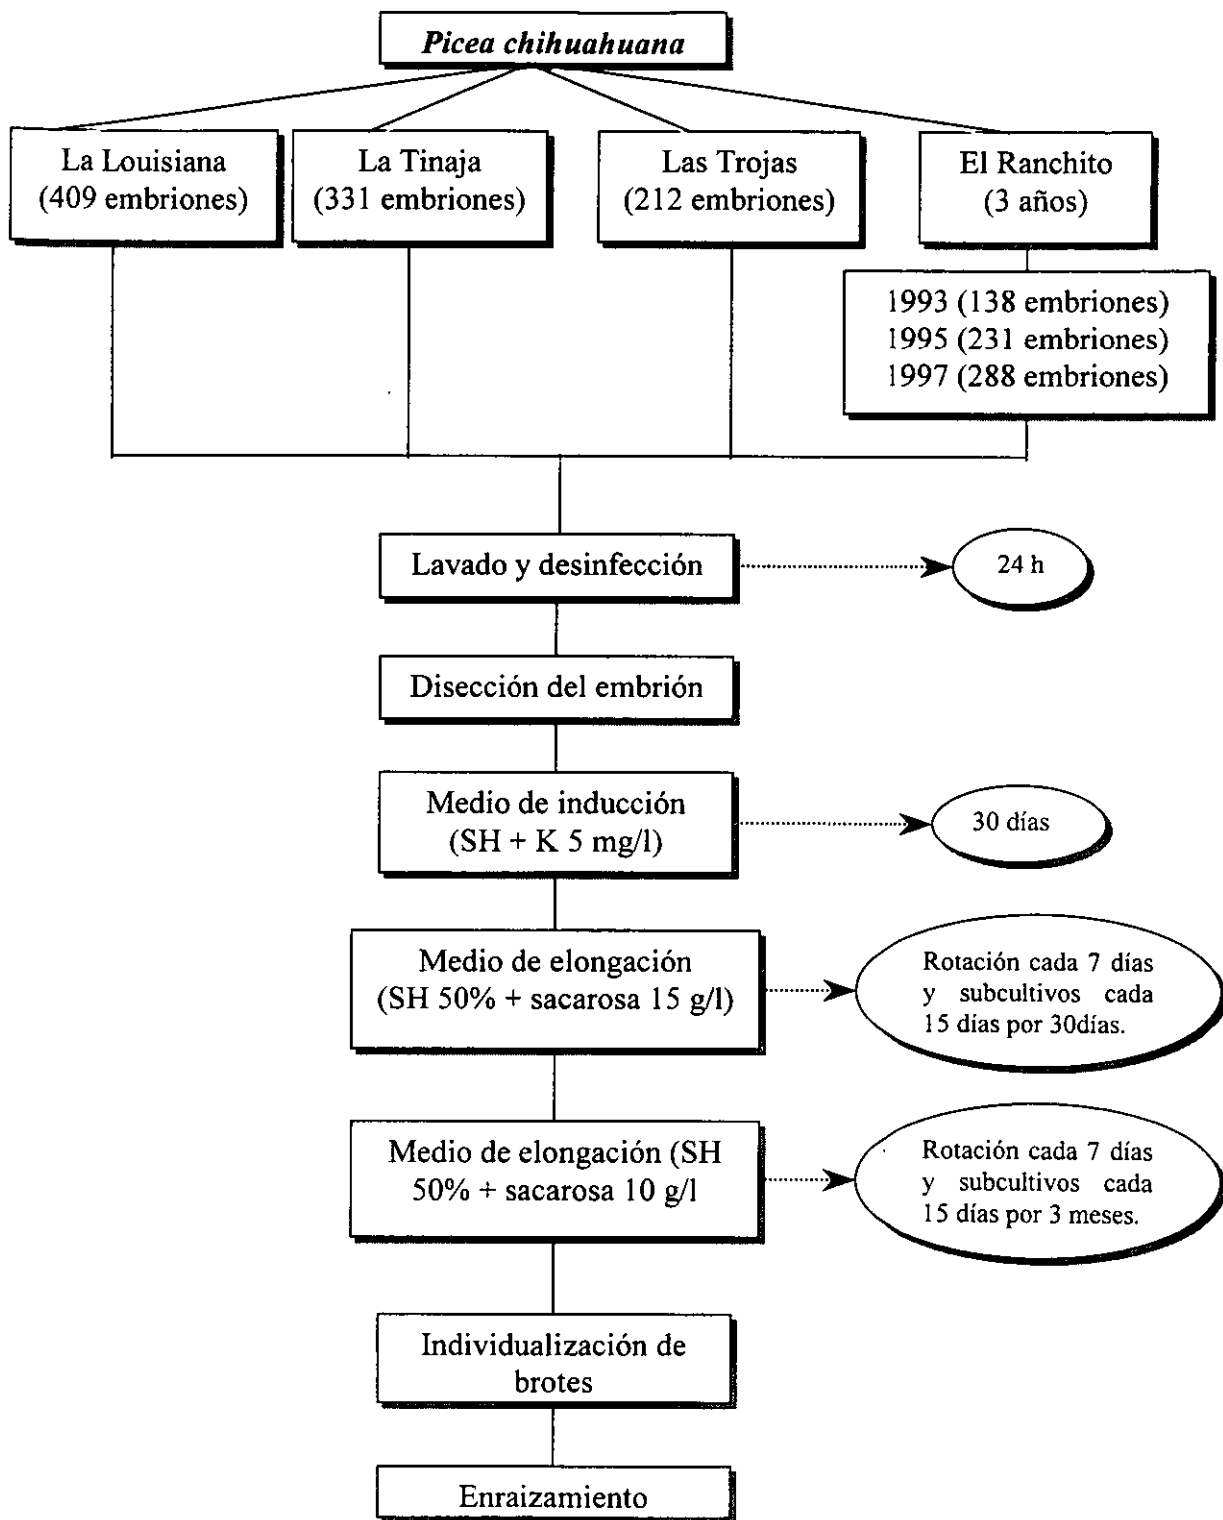 Picea chihuahuana
La Louisiana
(409 embriones)
La Tinaja
(331 embriones)
Las Trojas
(212 embriones)
El Ranchito
(3 años)
1993 (138 embriones)
1995 (231 embriones)
1997 (288 embriones)
Lavado y desinfección
24 h
Disección del embrión
Medio de inducción
(SH + K 5 mg/l)
30 días
Medio de elongación
(SH 50% + sacarosa 15 g/l)
Rotación cada 7 días
y subcultivos cada
15 días por 30días.
Medio de elongación (SH
50% + sacarosa 10 g/l
Rotación cada 7 días
y subcultivos cada
15 días por 3 meses.
Individualización de
brotes
Enraizamiento